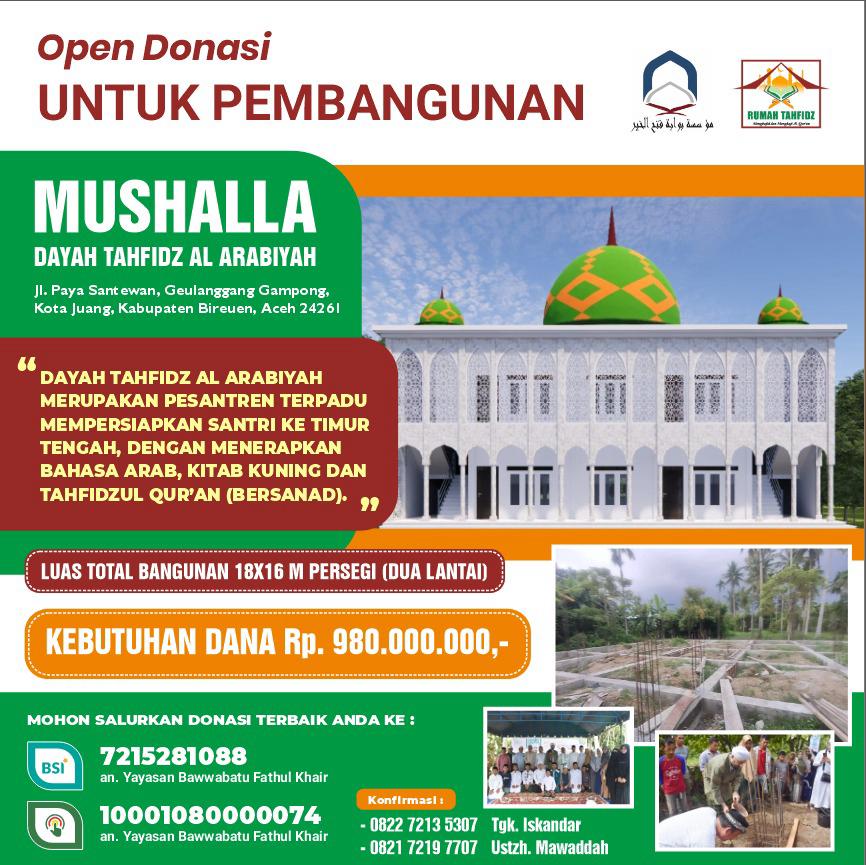 Open Donasi
UNTUK PEMBANGUNAN
مؤسسة بوابة فتح الخير
RUMAH TAHFIDZ
MUSHALLA
DAYAH TAHFIDZ AL ARABIYAH
Jl. Paya Santewan, Geulanggang Gampong,
Kota Juang, Kabupaten Bireuen, Aceh 24261
“ DAYAH TAHFIDZ AL ARABIYAH
MERUPAKAN PESANTREN TERPADU
MEMPERSIAPKAN SANTRI KE TIMUR
TENGAH, DENGAN MENERAPKAN
BAHASA ARAB, KITAB KUNING DAN
TAHFIDZUL QUR’AN (BERSANAD). ”
LUAS TOTAL BANGUNAN 18X16 M PERSEGI (DUA LANTAI)
KEBUTUHAN DANA Rp. 980.000.000,-
MOHON SALURKAN DONASI TERBAIK ANDA KE :
BSI
7215281088
an. Yayasan Bawwabatu Fathul Khair
10001080000074
an. Yayasan Bawwabatu Fathul Khair
Konfirmasi :
- 0822 7213 5307 Tgk. Iskandar
- 0821 7219 7707 Ustzh. Mawaddah